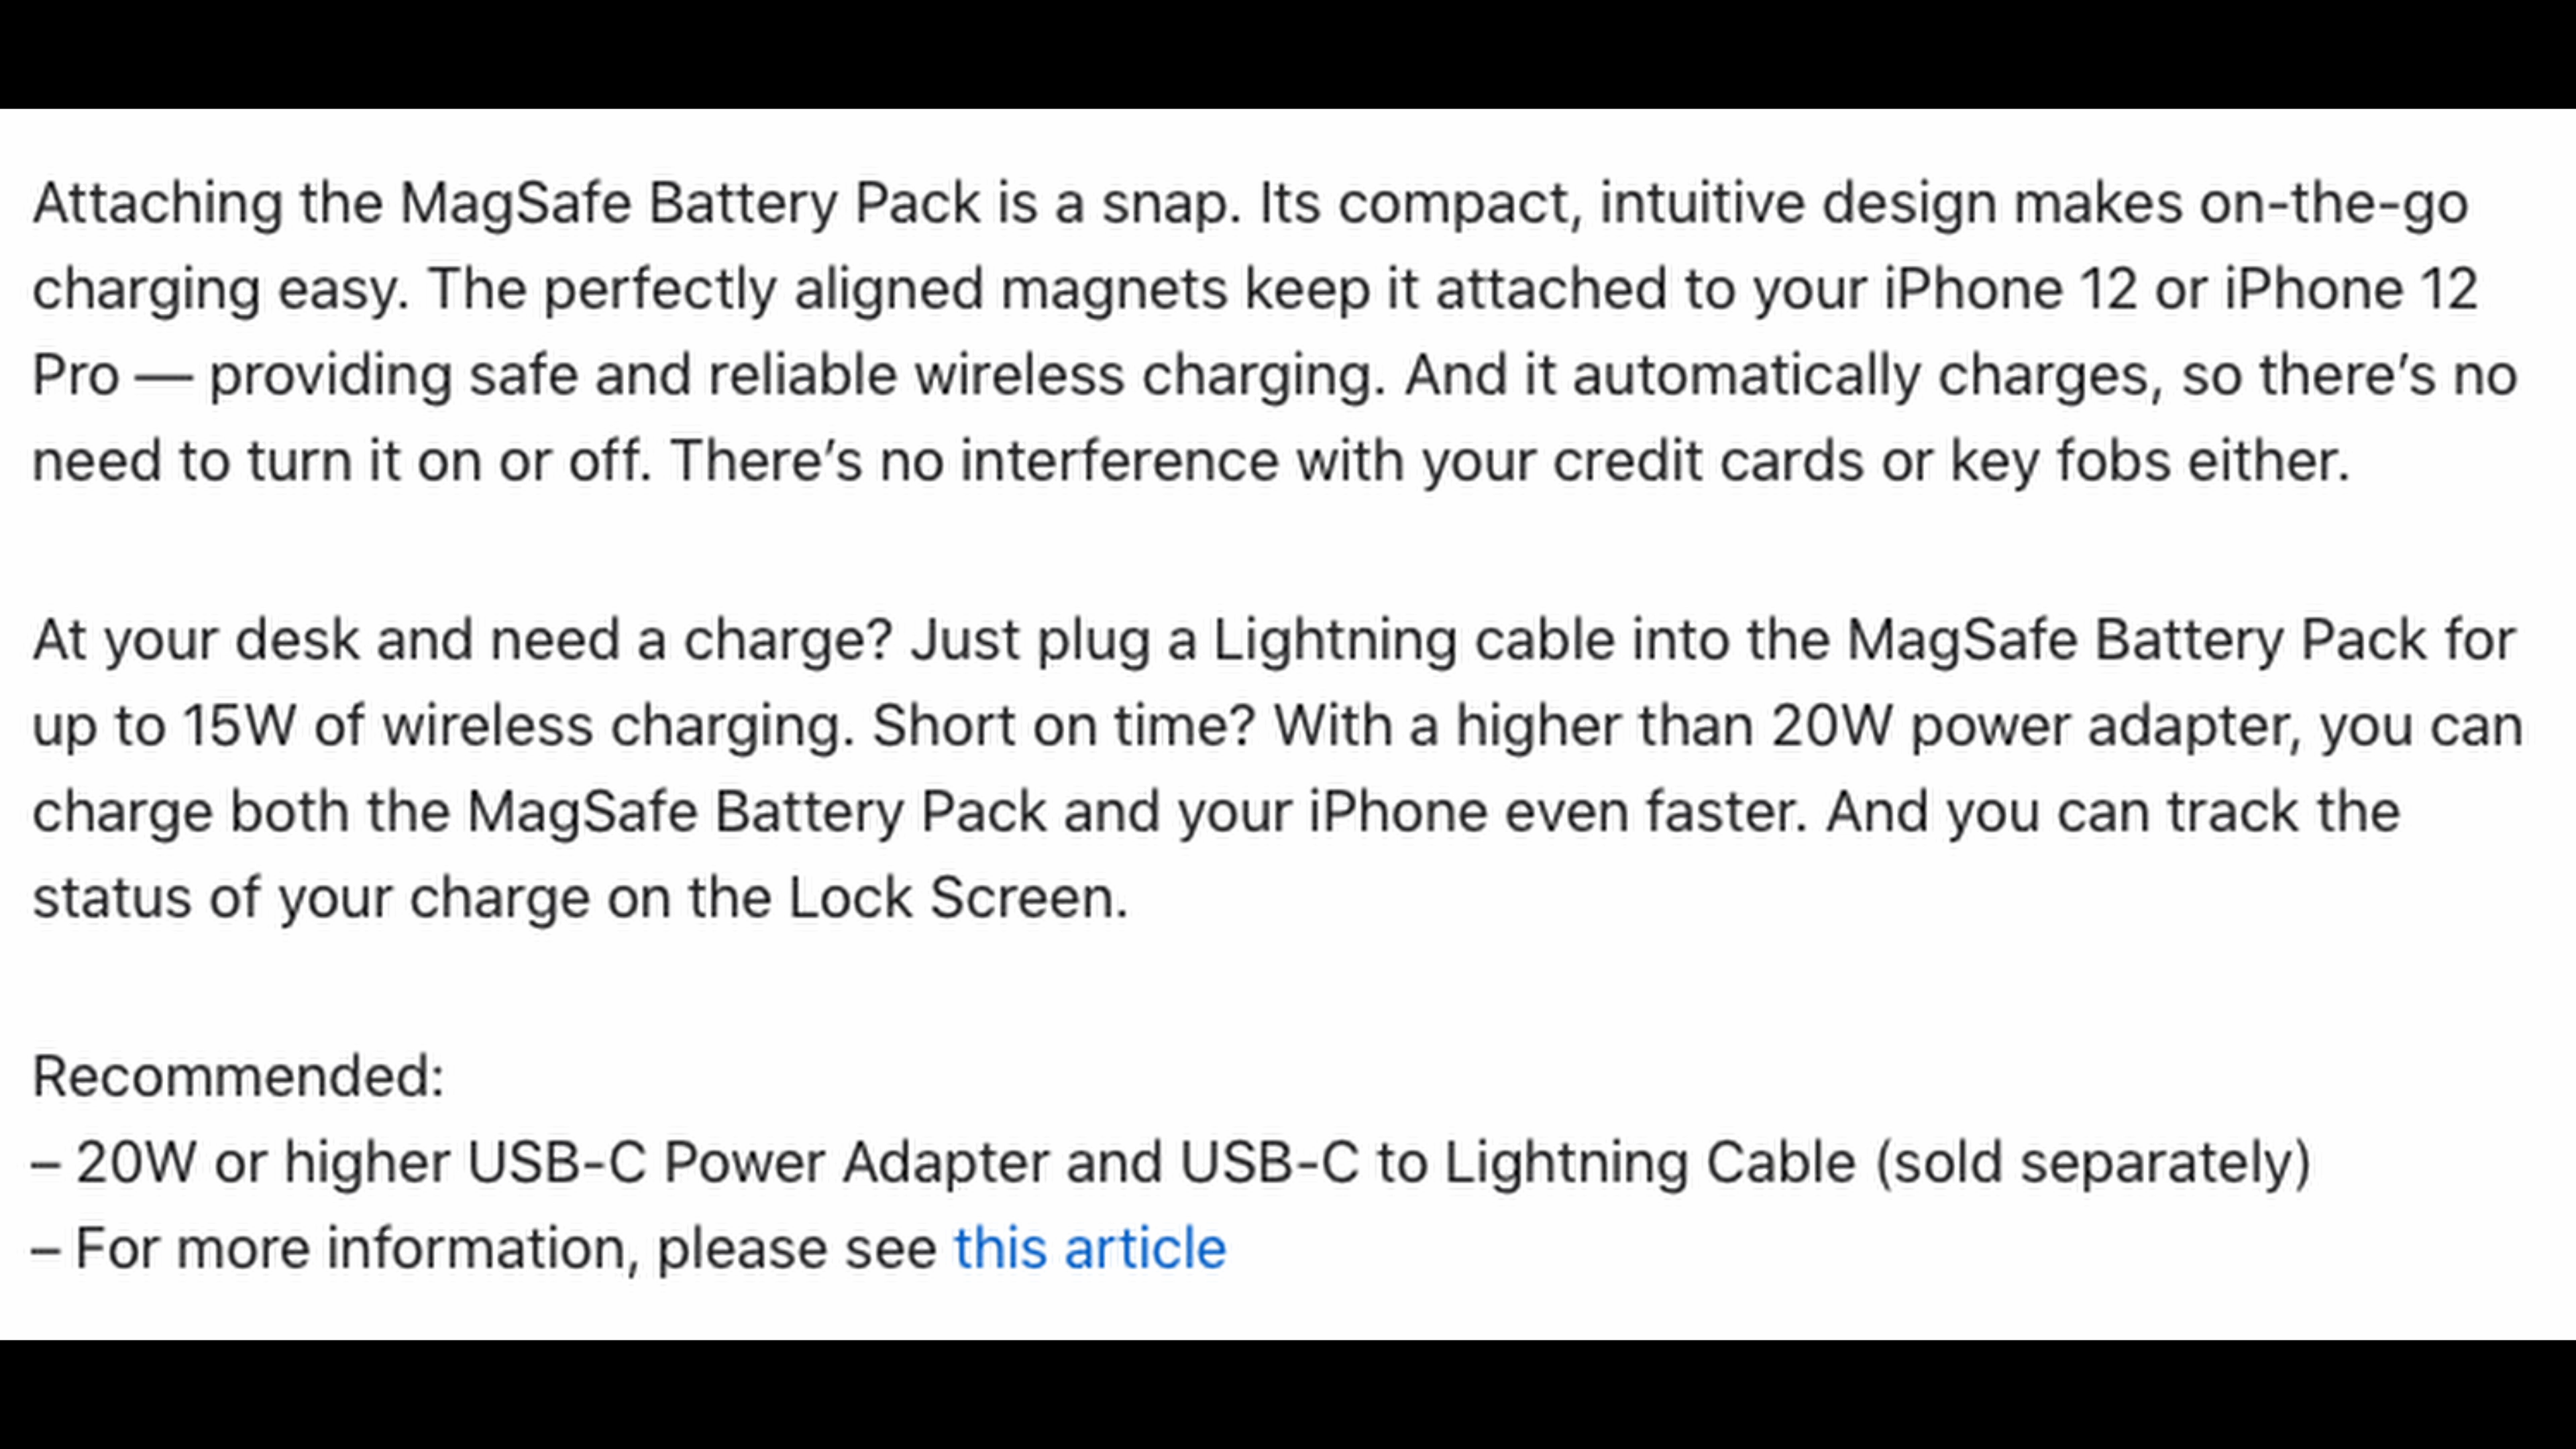 Attaching the MagSafe Battery Pack is a snap. Its compact, intuitive design makes on-the-go
charging easy. The perfectly aligned magnets keep it attached to your iPhone 12 or iPhone 12
Pro — providing safe and reliable wireless charging. And it automatically charges, so there’s no
need to turn it on or off. There’s no interference with your credit cards or key fobs either.
At your desk and need a charge? Just plug a Lightning cable into the MagSafe Battery Pack for
up to 15W of wireless charging. Short on time? With a higher than 20W power adapter, you can
charge both the MagSafe Battery Pack and your iPhone even faster. And you can track the
status of your charge on the Lock Screen.
Recommended:
– 20W or higher USB-C Power Adapter and USB-C to Lightning Cable (sold separately)
– For more information, please see this article